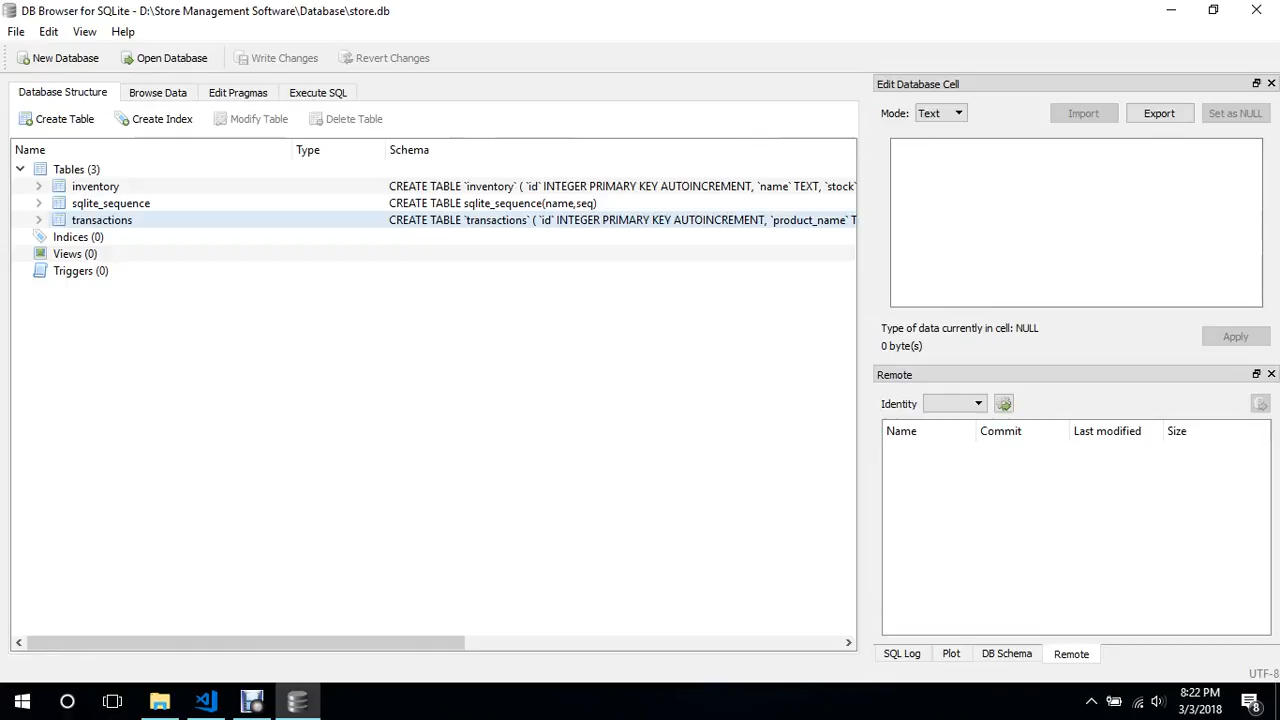 DB Browser for SQLite - D:\Store Management Software\Database\store.db
File Edit View Help
New Database Open Database Write Changes Revert Changes
Database Structure Browse Data Edit Pragmas Execute SQL
Create Table Create Index Modify Table Delete Table
Name Type Schema
Tables (3)
inventory CREATE TABLE `inventory` ( `id` INTEGER PRIMARY KEY AUTOINCREMENT, `name` TEXT, `stock`
sqlite_sequence CREATE TABLE sqlite_sequence(name,seq)
transactions CREATE TABLE `transactions` ( `id` INTEGER PRIMARY KEY AUTOINCREMENT, `product_name` T
Indices (0)
Views (0)
Triggers (0)
Edit Database Cell
Mode: Text Import Export Set as NULL
Type of data currently in cell: NULL
0 byte(s)
Apply
Remote
Identity
Name Commit Last modified Size
SQL Log Plot DB Schema Remote
UTF-8
8:22 PM
3/3/2018
8